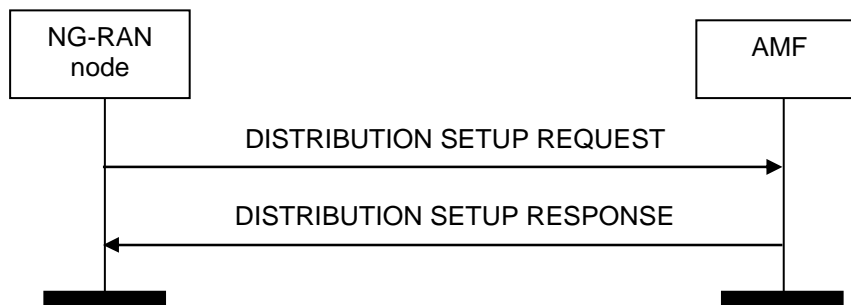 NG-RAN
node
AMF
DISTRIBUTION SETUP REQUEST
DISTRIBUTION SETUP RESPONSE